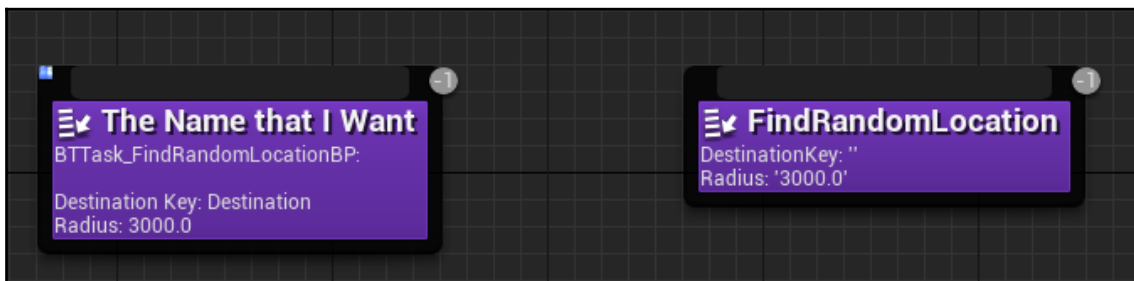 -1
The Name that I Want
BTTask_FindRandomLocationBP:
Destination Key: Destination
Radius: 3000.0
-1
FindRandomLocation
DestinationKey: ''
Radius: '3000.0'